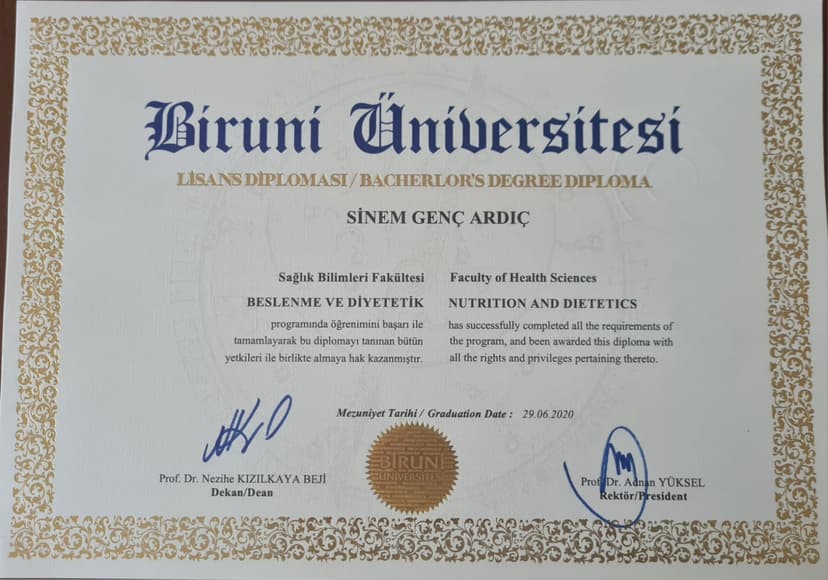 Biruni Üniversitesi
LİSANS DİPLOMASI / BACHERLOR'S DEGREE DIPLOMA
SİNEM GENÇ ARDIÇ
Sağlık Bilimleri Fakültesi
BESLENME VE DİYETETİK
programında öğrenimini başarı ile
tamamlayarak bu diplomayı tanınan bütün
yetkileri ile birlikte almaya hak kazanmıştır.
Faculty of Health Sciences
NUTRITION AND DIETETICS
has successfully completed all the requirements of
the program, and been awarded this diploma with
all the rights and privileges pertaining thereto.
Mezuniyet Tarihi / Graduation Date : 29.06.2020
BİRUNİ
ÜNİVERSİTESİ
Prof. Dr. Nezihe KIZILKAYA BEJİ
Dekan/Dean
Prof. Dr. Adnan YÜKSEL
Rektör/President